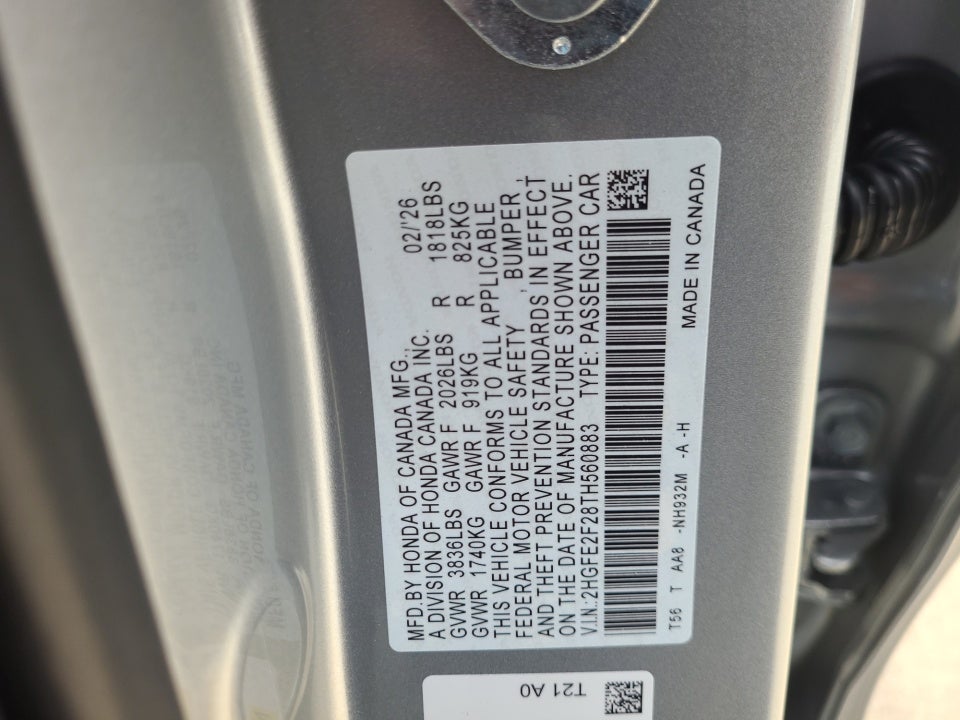 MFD.BY HONDA OF CANADA MFG., 02/'26
A DIVISION OF HONDA CANADA INC.
GVWR 3836LBS GAWR F 2026LBS R 1818LBS
GVWR 1740KG GAWR F 919KG R 825KG
THIS VEHICLE CONFORMS TO ALL APPLICABLE
FEDERAL MOTOR VEHICLE SAFETY, BUMPER,
AND THEFT PREVENTION STANDARDS, IN EFFECT
ON THE DATE OF MANUFACTURE SHOWN ABOVE.
V.I.N.:2HGFE2F28TH560883 TYPE: PASSENGER CAR
T56 T AA8 -NH932M -A -H MADE IN CANADA
T21 A0